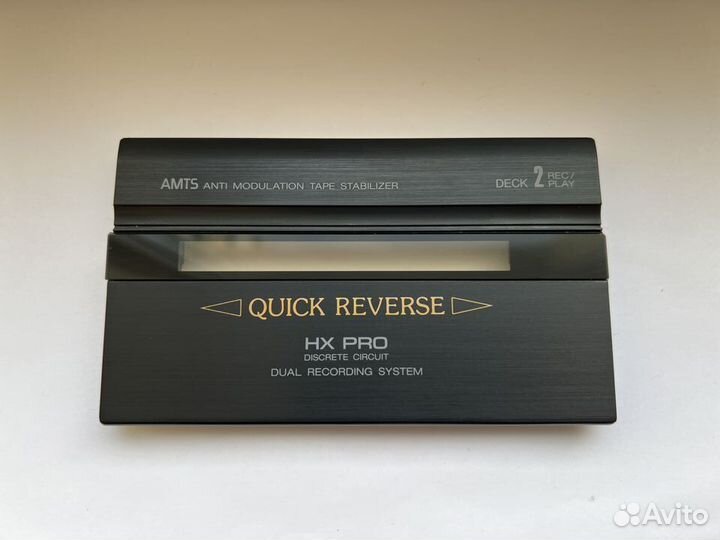 AMTS ANTI MODULATION TAPE STABILIZER
DECK 2 REC/PLAY
QUICK REVERSE
HX PRO
DISCRETE CIRCUIT
DUAL RECORDING SYSTEM
Avito